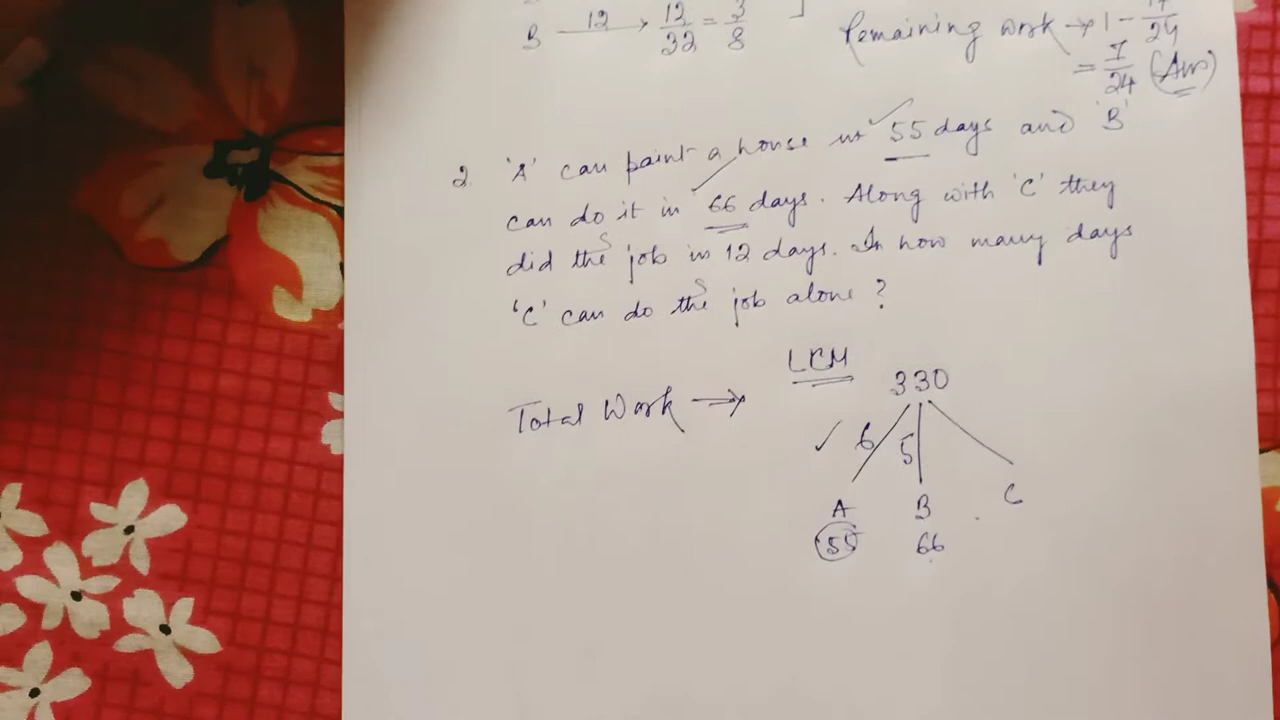 B 12 → 12/32 = 3/8 ]
Remaining work → 1 - 17/24
= 7/24 (Ans)
2. 'A' can paint a house in 55 days and 'B'
can do it in 66 days. Along with 'C' they
did the job in 12 days. In how many days
'C' can do the job alone ?
LCM
Total Work → 330
✓ 6 5
A B C
55 66